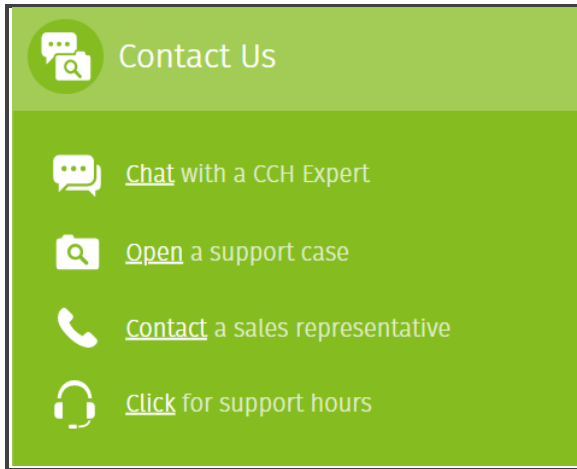 Contact Us
Chat with a CCH Expert
Open a support case
Contact a sales representative
Click for support hours